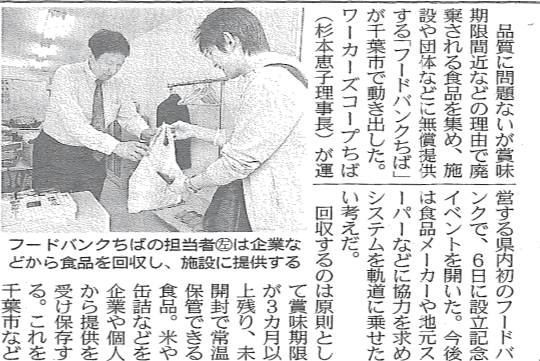 品質に問題ないが賞味
期限間近などの理由で廃
棄される食品を集め、施
設や団体などに無償提供
する「フードバンクちば」
が千葉市で動き出した。
ワーカーズコープちば
(杉本恵子理事長)が運
営する県内初のフードバ
ンクで、6日に設立記念
イベントを開いた。今後
は食品メーカーや地元ス
ーパーなどに協力を求め
システムを軌道に乗せた
い考えだ。
回収するのは原則とし
て賞味期限
が3カ月以
上残り、未
開封で常温
保管できる
食品。米や
缶詰などを
企業や個人
から提供を
受け保存す
る。これを
千葉市など
フードバンクちばの担当者㊧は企業な
どから食品を回収し、施設に提供する